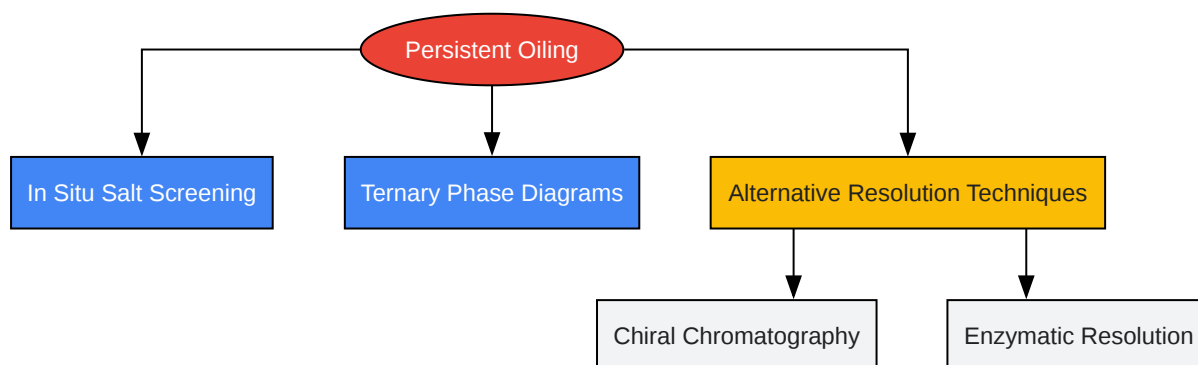 Persistent Oiling
In Situ Salt Screening
Ternary Phase Diagrams
Alternative Resolution Techniques
Chiral Chromatography
Enzymatic Resolution